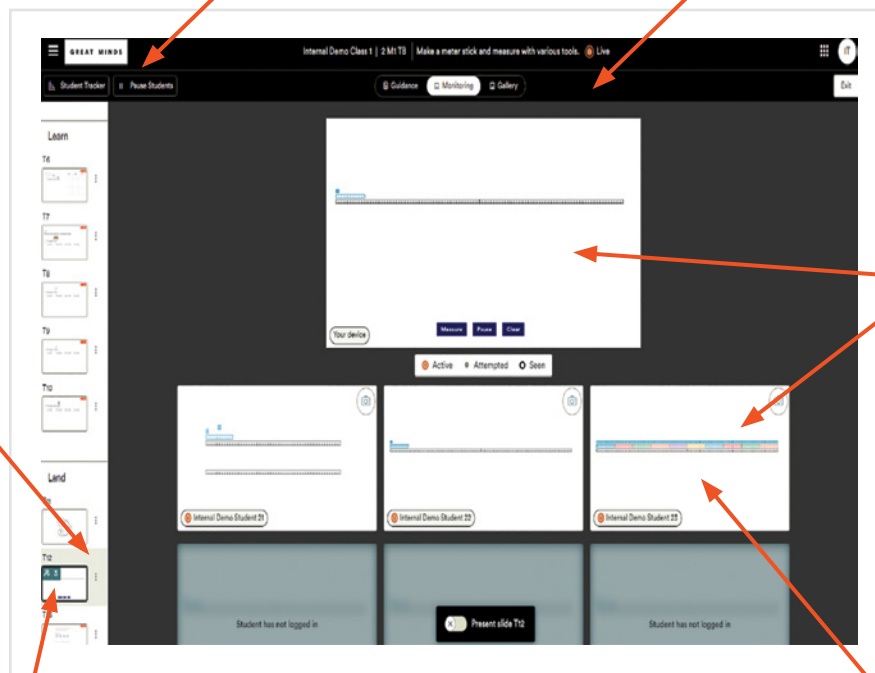 GREAT MINDS
Internal Demo Class 1 | 2 M1 TB | Make a meter stick and measure with various tools. Live
iT
Student Tracker
Pause Students
Guidance
Monitoring
Gallery
Exit
Learn
T6
T7
T8
T9
T10
Your device
Measure
Pause
Clear
Active
Attempted
Seen
Internal Demo Student 21
Internal Demo Student 22
Internal Demo Student 23
Land
T12
Student has not logged in
Present slide T12
Student has not logged in